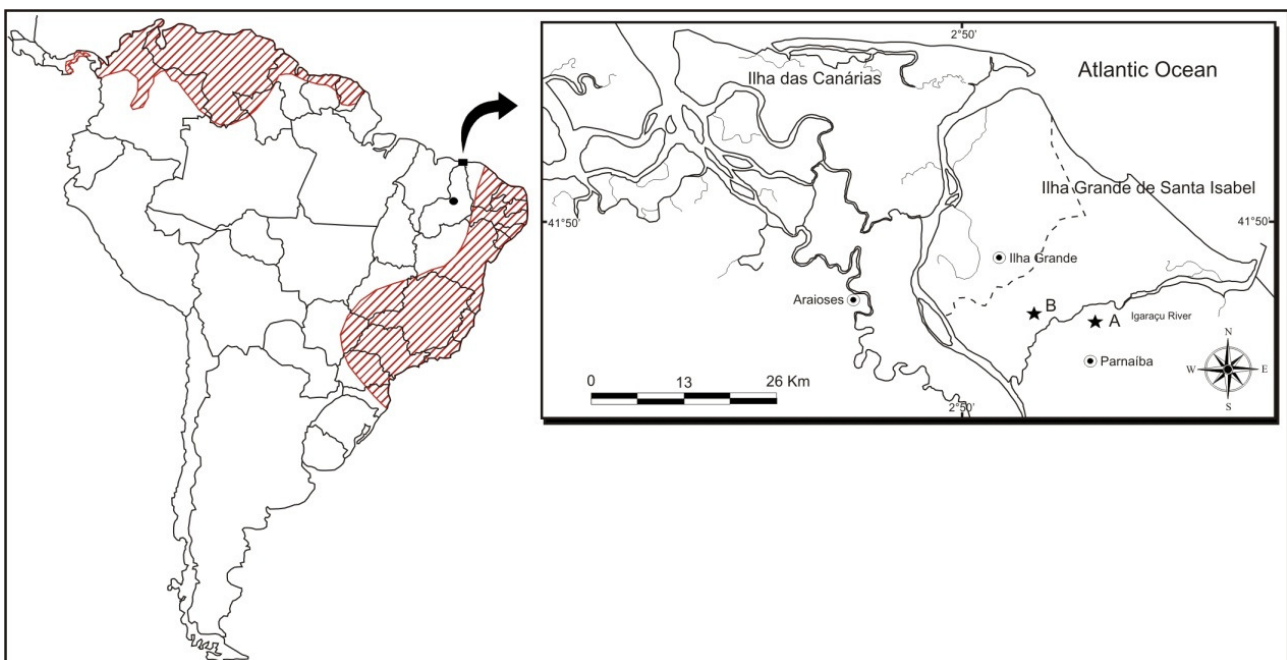 2°50'
Ilha das Canárias
Atlantic Ocean
Ilha Grande de Santa Isabel
41°50'
41°50'
Ilha Grande
Araioses
B
A
Igaraçu River
Parnaíba
N
W
E
S
0 13 26 Km
2°50'